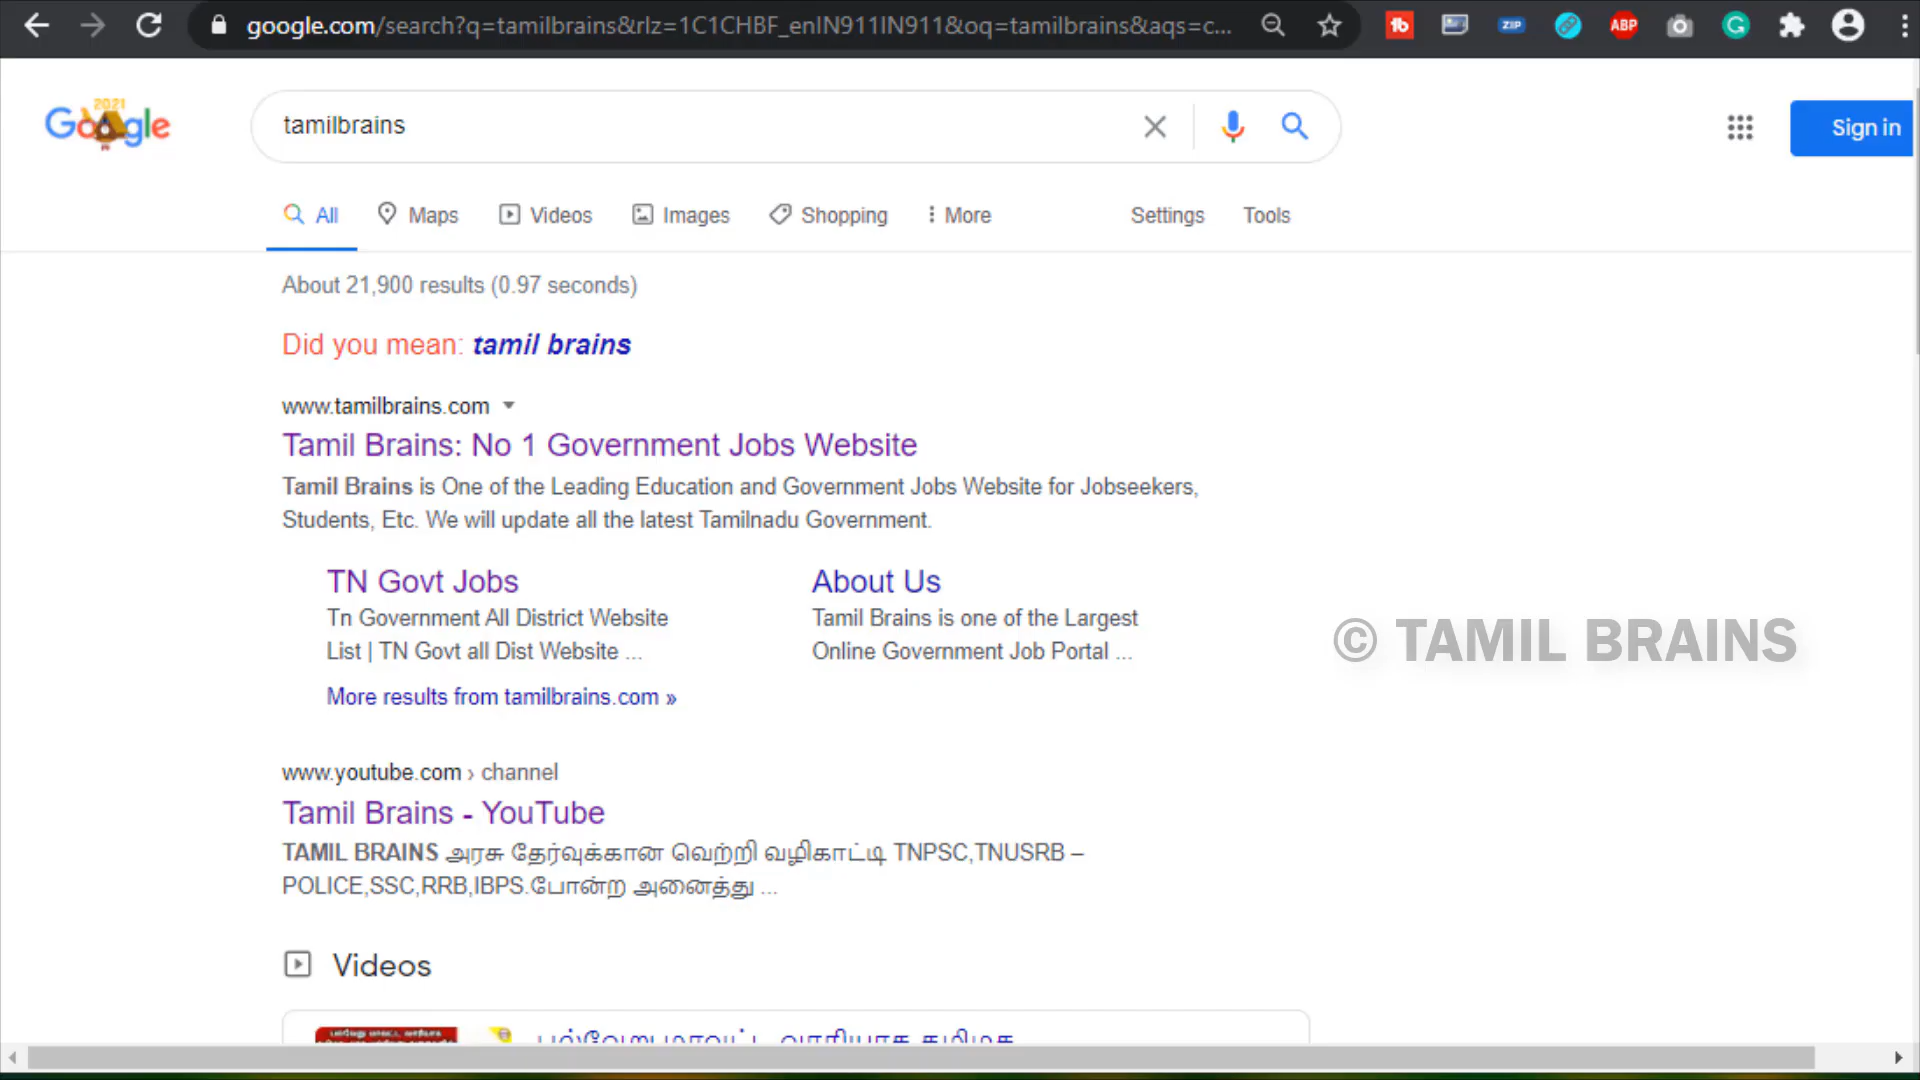 google.com/search?q=tamilbrains&rlz=1C1CHBF_enIN911IN911&oq=tamilbrains&aqs=c...
ZIP
ABP
2021
Google
tamilbrains
Sign in
All Maps Videos Images Shopping More Settings Tools
About 21,900 results (0.97 seconds)
Did you mean: tamil brains
www.tamilbrains.com
Tamil Brains: No 1 Government Jobs Website
Tamil Brains is One of the Leading Education and Government Jobs Website for Jobseekers,
Students, Etc. We will update all the latest Tamilnadu Government.
TN Govt Jobs
Tn Government All District Website
List | TN Govt all Dist Website ...
About Us
Tamil Brains is one of the Largest
Online Government Job Portal ...
More results from tamilbrains.com »
© TAMIL BRAINS
www.youtube.com › channel
Tamil Brains - YouTube
TAMIL BRAINS அரசு தேர்வுக்கான வெற்றி வழிகாட்டி TNPSC,TNUSRB –
POLICE,SSC,RRB,IBPS.போன்ற அனைத்து ...
Videos